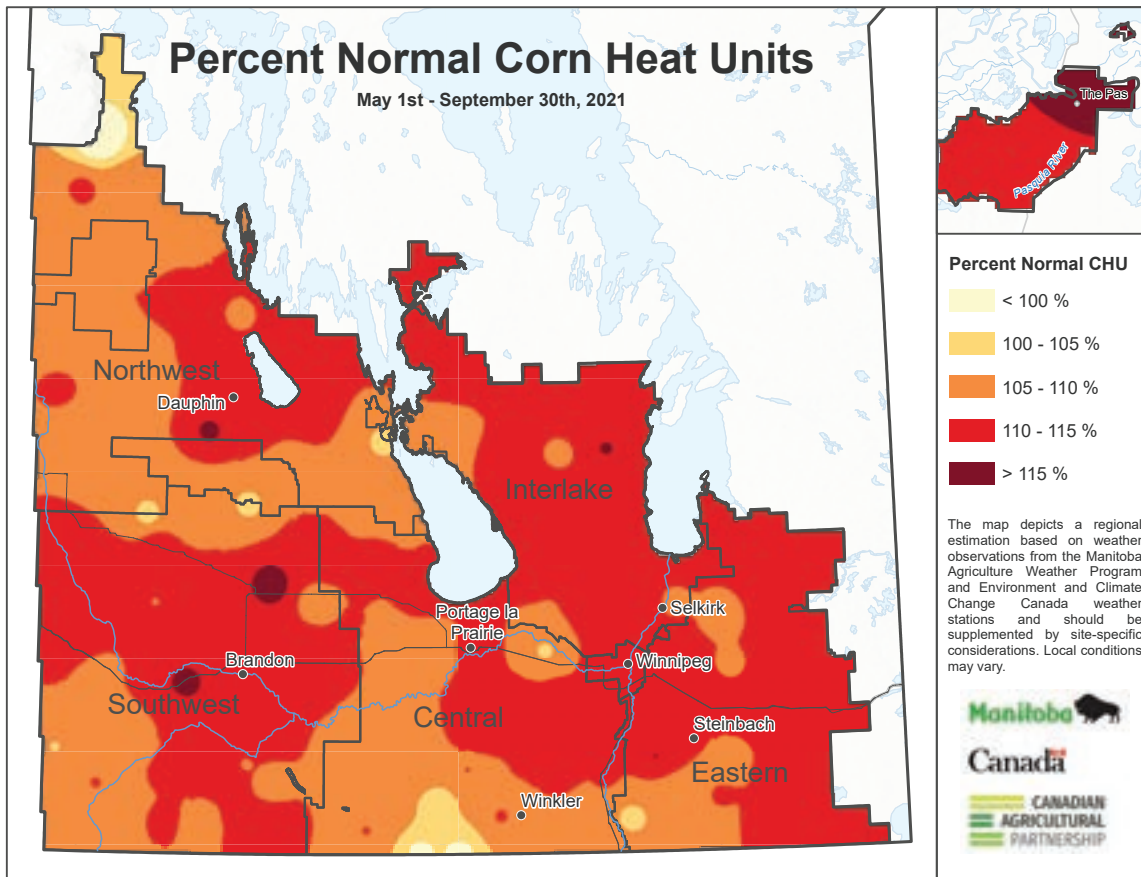 Percent Normal Corn Heat Units
May 1st - September 30th, 2021
The Pas
Pasquia River
Northwest
Dauphin
Interlake
Portage la
Prairie
Selkirk
Winnipeg
Brandon
Southwest
Central
Steinbach
Eastern
Winkler
Percent Normal CHU
< 100 %
100 - 105 %
105 - 110 %
110 - 115 %
> 115 %
The map depicts a regional
estimation based on weather
observations from the Manitoba
Agriculture Weather Program
and Environment and Climate
Change Canada weather
stations and should be
supplemented by site-specific
considerations. Local conditions
may vary.
Manitoba
Canada
CANADIAN
AGRICULTURAL
PARTNERSHIP